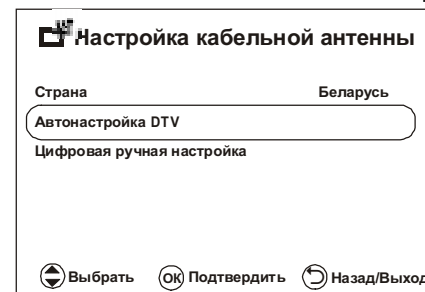 Настройка кабельной антенны
Страна Беларусь
Автонастройка DTV
Цифровая ручная настройка
Выбрать OK Подтвердить Назад/Выход